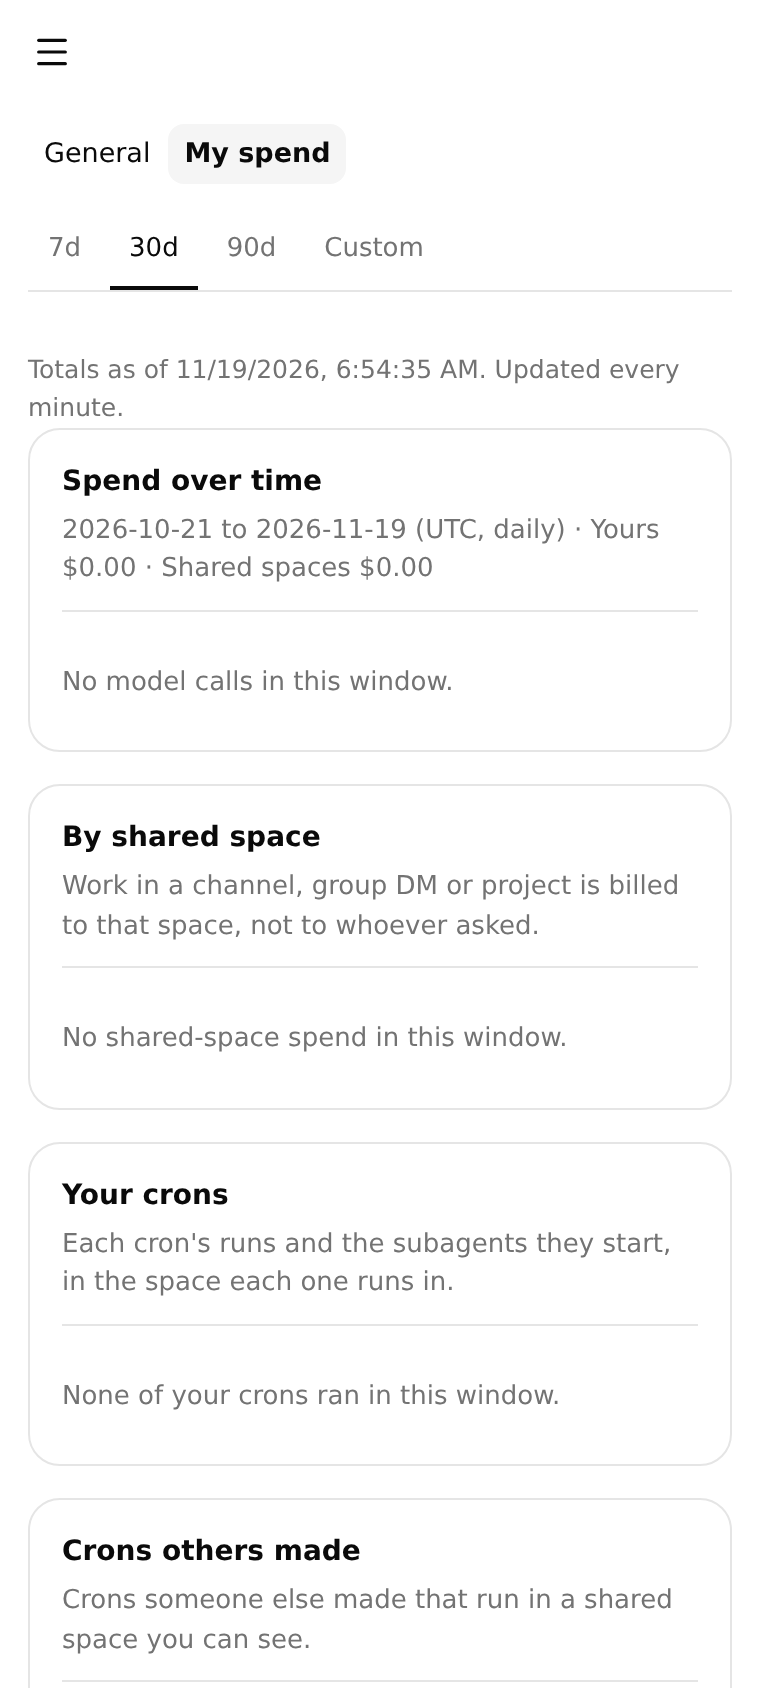 General
My spend
7d
30d
90d
Custom
Totals as of 11/19/2026, 6:54:35 AM. Updated every
minute.
Spend over time
2026-10-21 to 2026-11-19 (UTC, daily) · Yours
$0.00 · Shared spaces $0.00
No model calls in this window.
By shared space
Work in a channel, group DM or project is billed
to that space, not to whoever asked.
No shared-space spend in this window.
Your crons
Each cron's runs and the subagents they start,
in the space each one runs in.
None of your crons ran in this window.
Crons others made
Crons someone else made that run in a shared
space you can see.